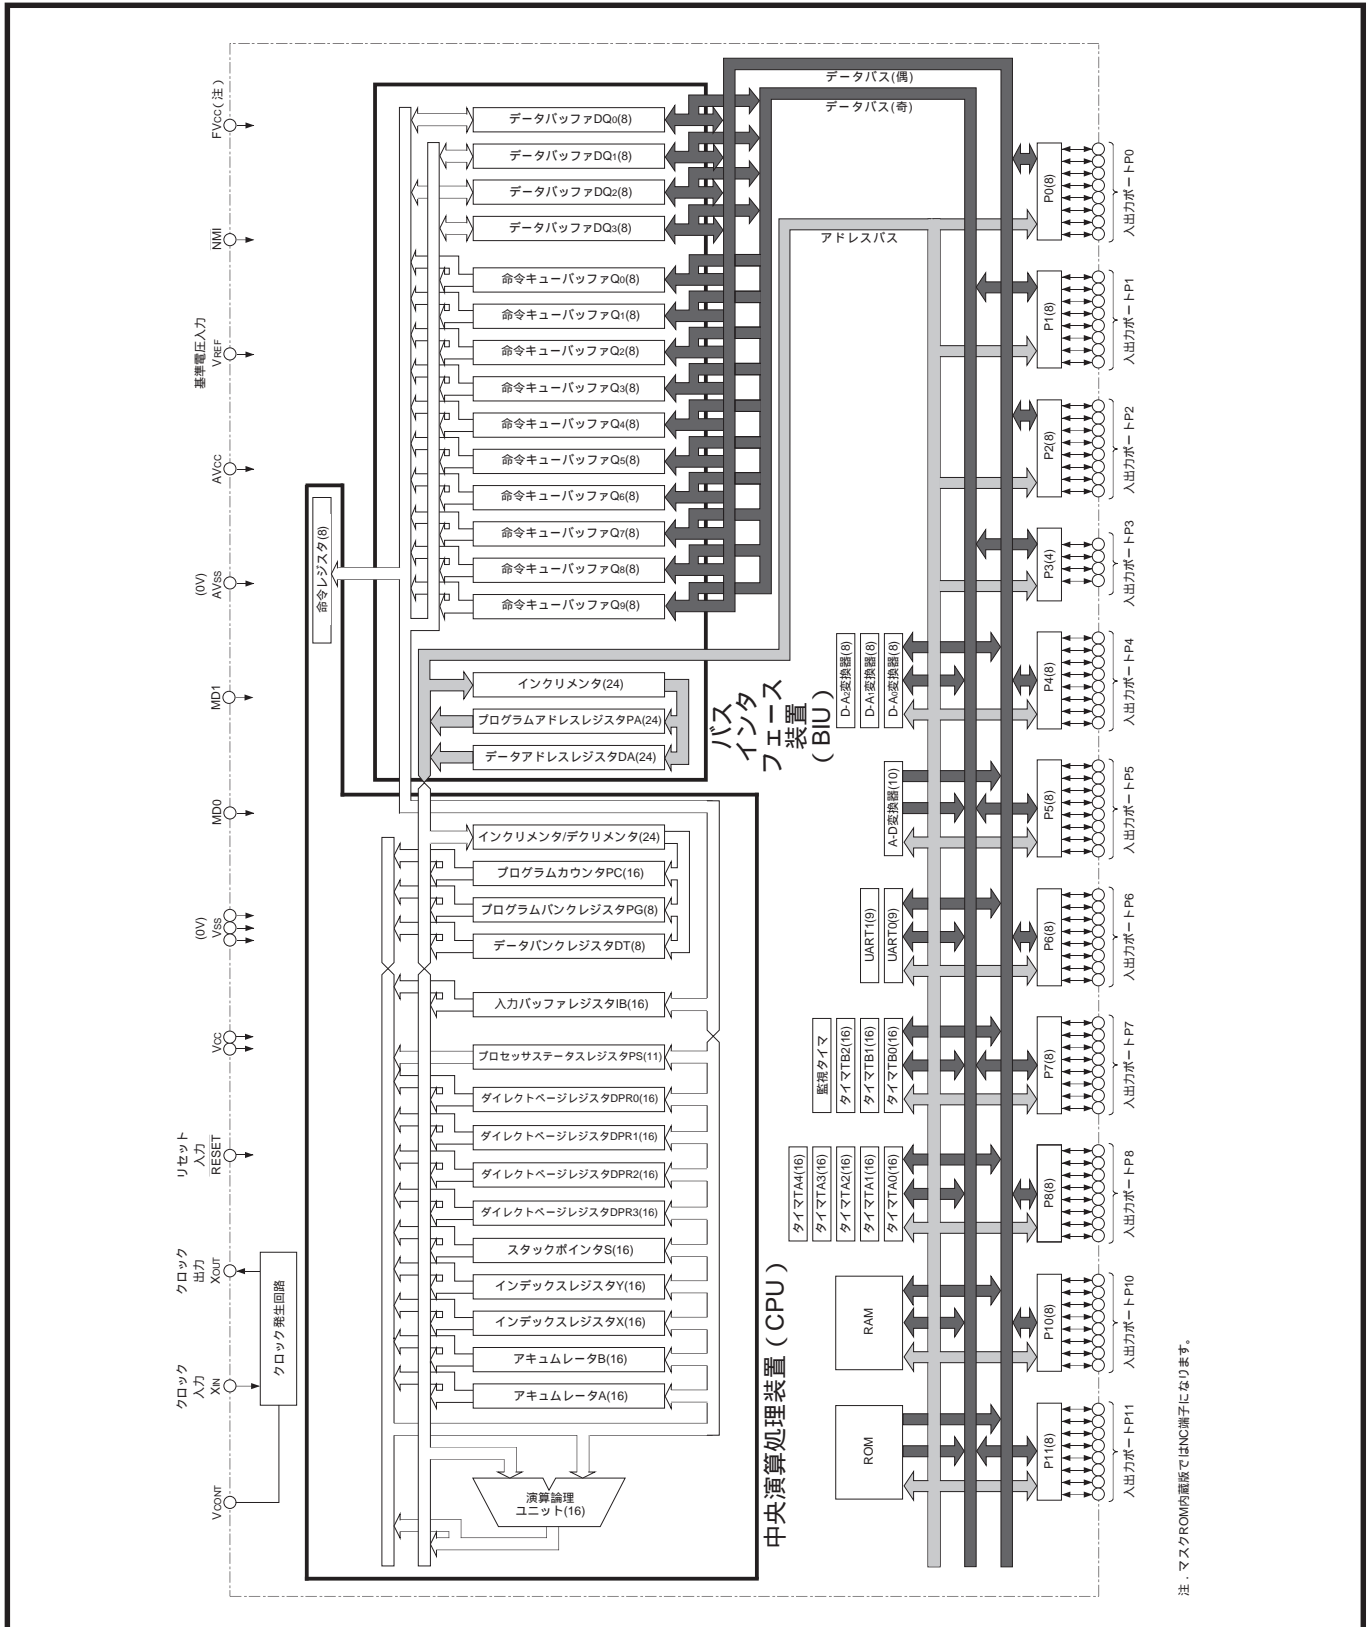 データバス(偶)
データバス(奇)
アドレスバス
FVCC(注)
NMI
基準電圧入力
VREF
AVCC
(0V)
AVSS
MD1
MD0
(0V)
VSS
VCC
リセット
入力
RESET
クロック
出力
XOUT
クロック
入力
XIN
VCONT
クロック発生回路
命令レジスタ(8)
データバッファDQ0(8)
データバッファDQ1(8)
データバッファDQ2(8)
データバッファDQ3(8)
命令キューバッファQ0(8)
命令キューバッファQ1(8)
命令キューバッファQ2(8)
命令キューバッファQ3(8)
命令キューバッファQ4(8)
命令キューバッファQ5(8)
命令キューバッファQ6(8)
命令キューバッファQ7(8)
命令キューバッファQ8(8)
命令キューバッファQ9(8)
インクリメンタ(24)
プログラムアドレスレジスタPA(24)
データアドレスレジスタDA(24)
バス
インタ
フェース
装置
(BIU)
インクリメンタ/デクリメンタ(24)
プログラムカウンタPC(16)
プログラムバンクレジスタPG(8)
データバンクレジスタDT(8)
入力バッファレジスタIB(16)
プロセッサステータスレジスタPS(11)
ダイレクトページレジスタDPR0(16)
ダイレクトページレジスタDPR1(16)
ダイレクトページレジスタDPR2(16)
ダイレクトページレジスタDPR3(16)
スタックポインタS(16)
インデックスレジスタY(16)
インデックスレジスタX(16)
アキュムレータB(16)
アキュムレータA(16)
演算論理
ユニット(16)
中央演算処理装置(CPU)
D-A2変換器(8)
D-A1変換器(8)
D-A0変換器(8)
A-D変換器(10)
UART1(9)
UART0(9)
監視タイマ
タイマTB2(16)
タイマTB1(16)
タイマTB0(16)
タイマTA4(16)
タイマTA3(16)
タイマTA2(16)
タイマTA1(16)
タイマTA0(16)
RAM
ROM
P0(8)
入出力ポートP0
P1(8)
入出力ポートP1
P2(8)
入出力ポートP2
P3(4)
入出力ポートP3
P4(8)
入出力ポートP4
P5(8)
入出力ポートP5
P6(8)
入出力ポートP6
P7(8)
入出力ポートP7
P8(8)
入出力ポートP8
P10(8)
入出力ポートP10
P11(8)
入出力ポートP11
注．マスクROM内蔵版ではNC端子になります。